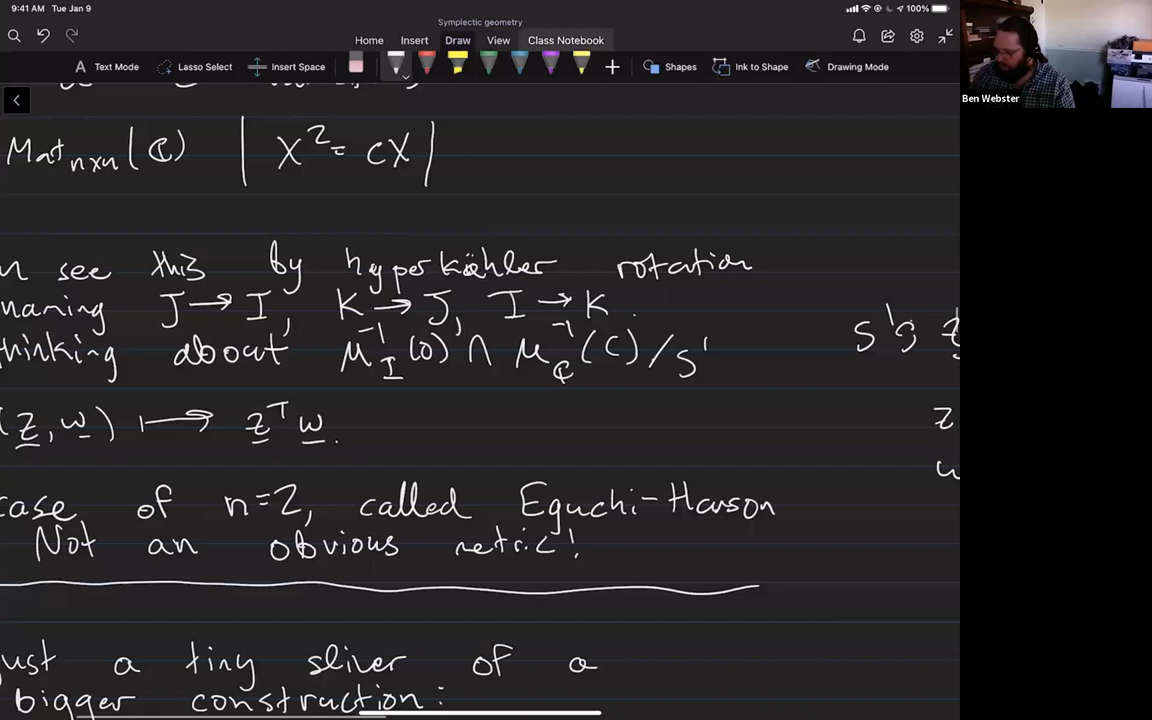 9:41 AM Tue Jan 9
100%
Symplectic geometry
Home Insert Draw View Class Notebook
Text Mode Lasso Select Insert Space Shapes Ink to Shape Drawing Mode
Ben Webster
Mat_{n×n}(ℂ) | X² = cX |
see this by hyperkähler rotation
naming J → I, K → J, I → K.
thinking about μ_I^{-1}(0) ∩ μ_ℂ^{-1}(C)/S¹
S¹ z
(z, w) ⟼ z^T w.
z
w
case of n=2, called Eguchi-Hanson
Not an obvious metric!
just a tiny sliver of a
bigger construction: